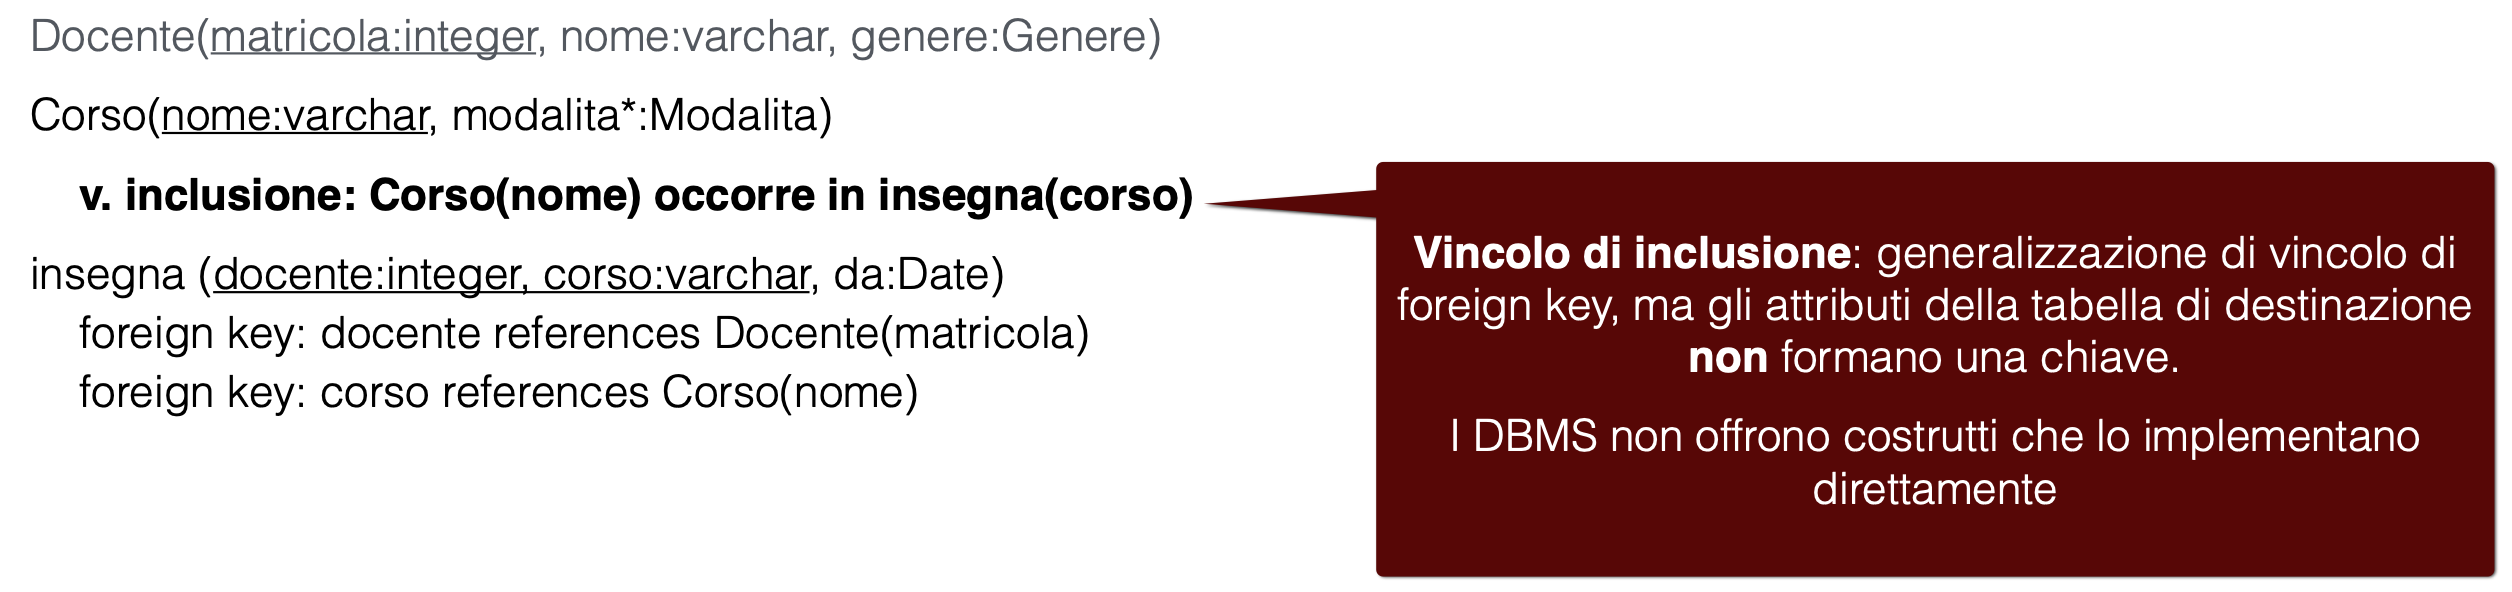 Docente(matricola:integer, nome:varchar, genere:Genere)
Corso(nome:varchar, modalita*:Modalita)
v. inclusione: Corso(nome) occorre in insegna(corso)
insegna (docente:integer, corso:varchar, da:Date)
foreign key: docente references Docente(matricola)
foreign key: corso references Corso(nome)
Vincolo di inclusione: generalizzazione di vincolo di
foreign key, ma gli attributi della tabella di destinazione
non formano una chiave.
I DBMS non offrono costrutti che lo implementano
direttamente